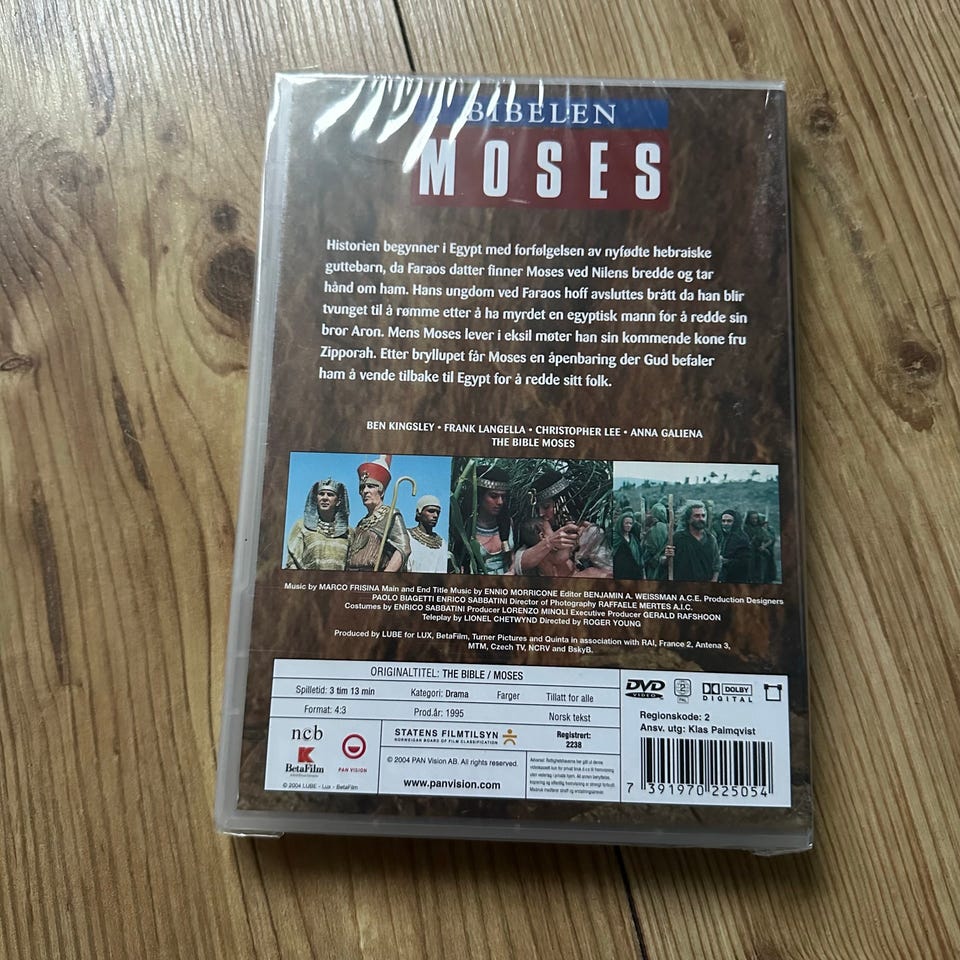 BIBELEN
MOSES
Historien begynner i Egypt med forfølgelsen av nyfødte hebraiske
guttebarn, da Faraos datter finner Moses ved Nilens bredde og tar
hånd om ham. Hans ungdom ved Faraos hoff avsluttes brått da han blir
tvunget til å rømme etter å ha myrdet en egyptisk mann for å redde sin
bror Aron. Mens Moses lever i eksil møter han sin kommende kone fru
Zipporah. Etter bryllupet får Moses en åpenbaring der Gud befaler
ham å vende tilbake til Egypt for å redde sitt folk.
BEN KINGSLEY • FRANK LANGELLA • CHRISTOPHER LEE • ANNA GALIENA
THE BIBLE MOSES
Music by MARCO FRISINA Main and End Title Music by ENNIO MORRICONE Editor BENJAMIN A. WEISSMAN A.C.E. Production Designers
PAOLO BIAGETTI ENRICO SABBATINI Director of Photography RAFFAELE MERTES A.I.C.
Costumes by ENRICO SABBATINI Producer LORENZO MINOLI Executive Producer GERALD RAFSHOON
Teleplay by LIONEL CHETWYND Directed by ROGER YOUNG
Produced by LUBE for LUX, BetaFilm, Turner Pictures and Quinta in association with RAI, France 2, Antena 3,
MTM, Czech TV, NCRV and BskyB.
ORIGINALTITEL: THE BIBLE / MOSES
Spilletid: 3 tim 13 min Kategori: Drama Farger Tillatt for alle
Format: 4:3 Prod.år: 1995 Norsk tekst
ncb
BetaFilm
PAN VISION
© 2004 LUBE - Lux - BetaFilm
STATENS FILMTILSYN
NORWEGIAN BOARD OF FILM CLASSIFICATION
Registrert:
2238
© 2004 PAN Vision AB. All rights reserved.
www.panvision.com
DVD
VIDEO
2
DOLBY
DIGITAL
Regionskode: 2
Ansv. utg: Klas Palmqvist
7 391970 225054